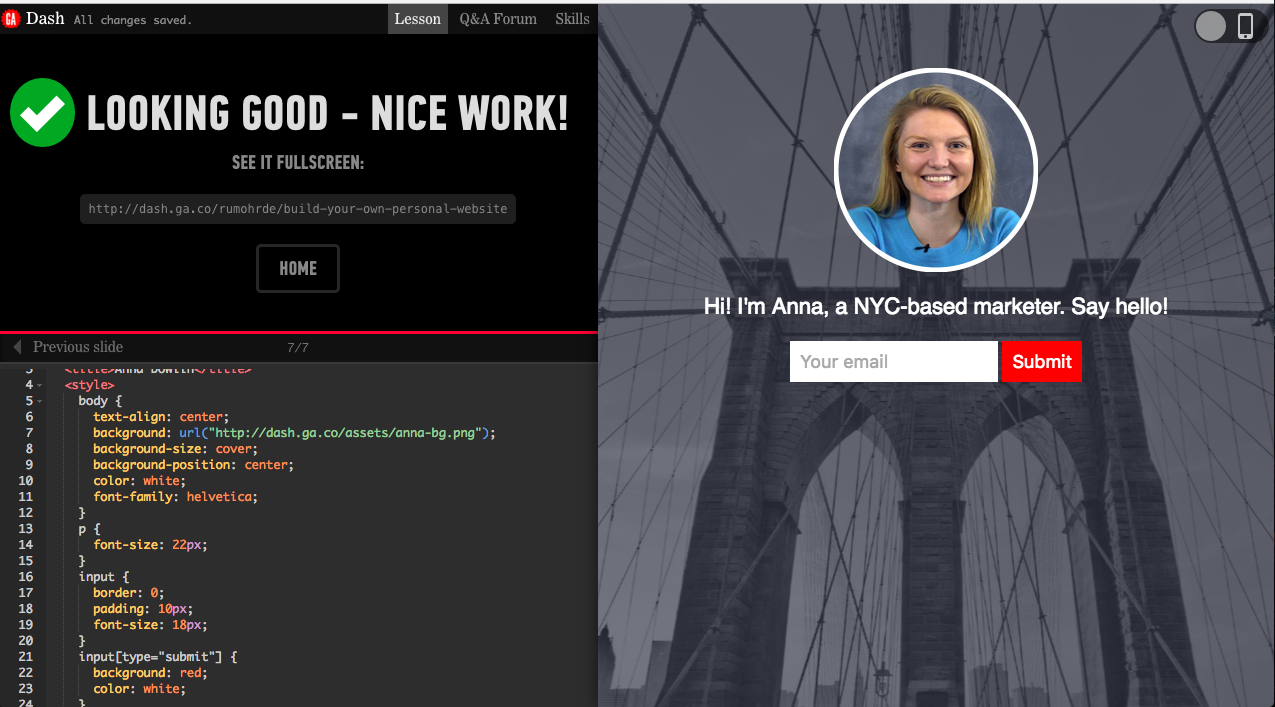 GA Dash All changes saved. Lesson Q&A Forum Skills
LOOKING GOOD - NICE WORK!
SEE IT FULLSCREEN:
http://dash.ga.co/rumohrde/build-your-own-personal-website
HOME
Previous slide 7/7
3 <title>Anna Dowlin</title>
4 <style>
5 body {
6 text-align: center;
7 background: url("http://dash.ga.co/assets/anna-bg.png");
8 background-size: cover;
9 background-position: center;
10 color: white;
11 font-family: helvetica;
12 }
13 p {
14 font-size: 22px;
15 }
16 input {
17 border: 0;
18 padding: 10px;
19 font-size: 18px;
20 }
21 input[type="submit"] {
22 background: red;
23 color: white;
24 }
Hi! I'm Anna, a NYC-based marketer. Say hello!
Your email Submit